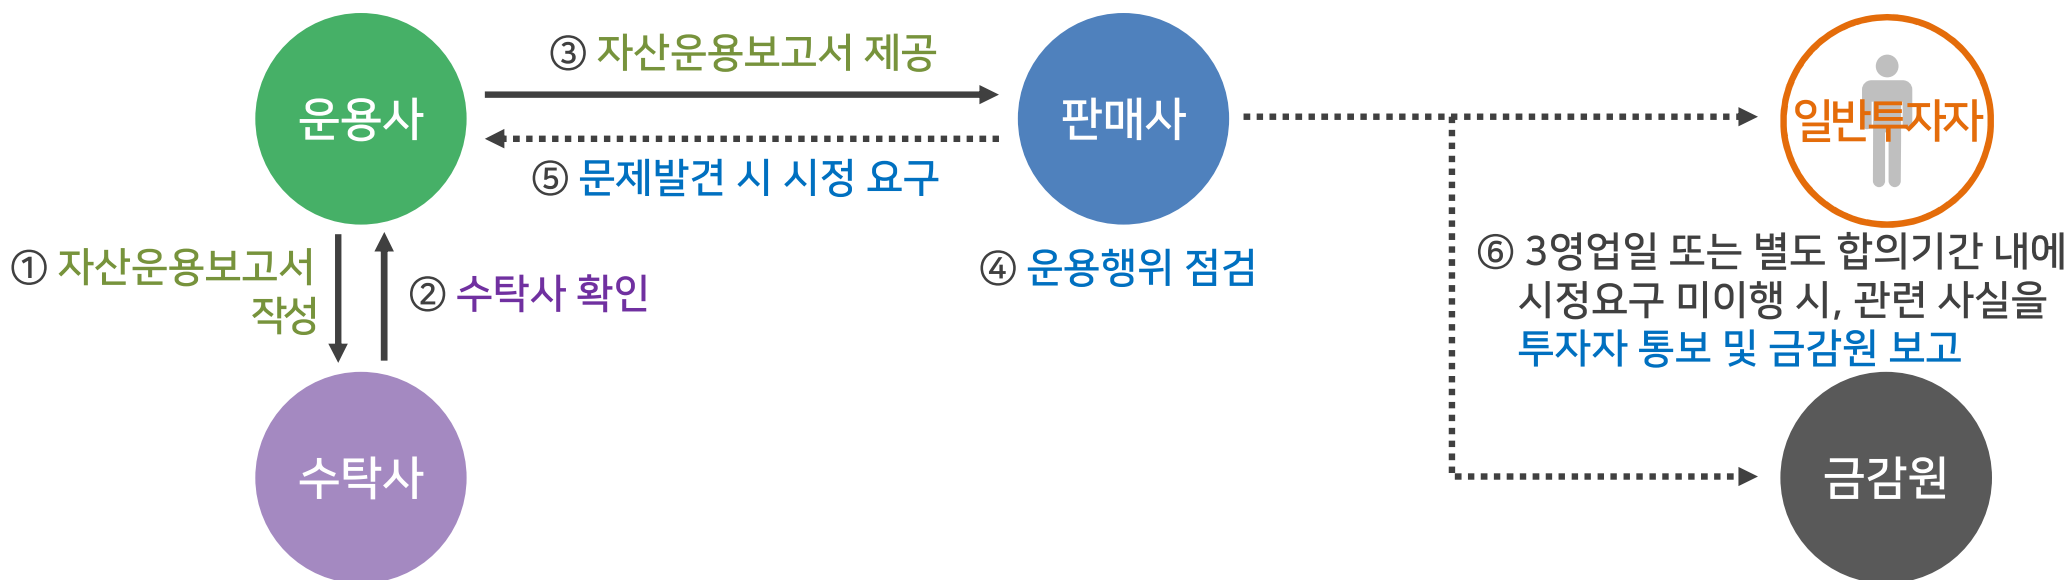 ③ 자산운용보고서 제공
운용사
판매사
일반투자자
⑤ 문제발견 시 시정 요구
① 자산운용보고서
작성
② 수탁사 확인
④ 운용행위 점검
⑥ 3영업일 또는 별도 합의기간 내에
시정요구 미이행 시, 관련 사실을
투자자 통보 및 금감원 보고
수탁사
금감원